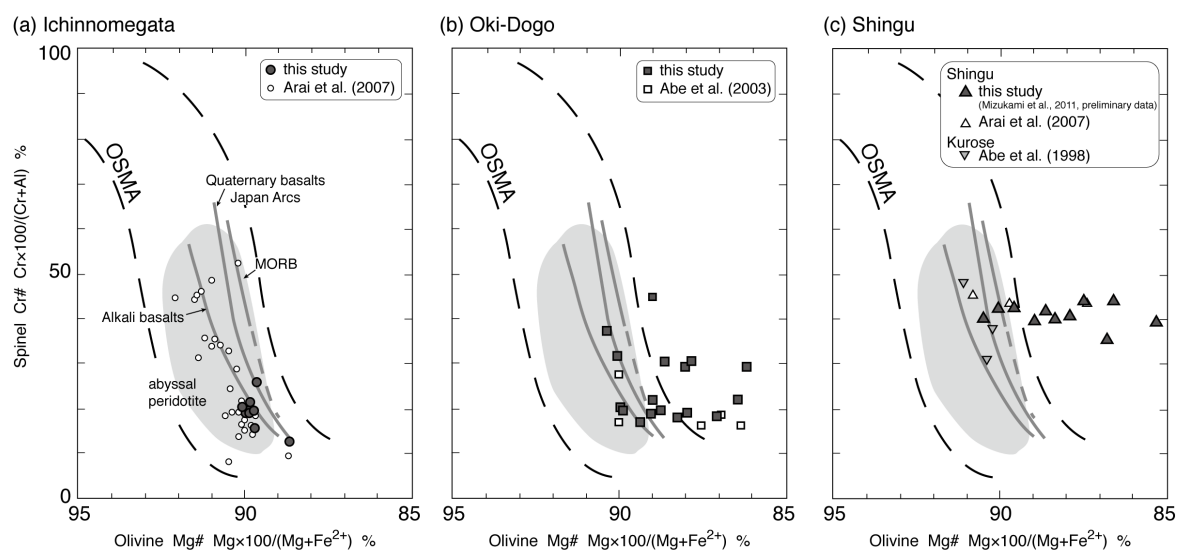 (a) Ichinnomegata
(b) Oki-Dogo
(c) Shingu
Spinel Cr# Cr×100/(Cr+Al) %
100
50
0
this study
Arai et al. (2007)
OSMA
Quaternary basalts
Japan Arcs
MORB
Alkali basalts
abyssal
peridotite
95
90
85
Olivine Mg# Mg×100/(Mg+Fe²⁺) %
this study
Abe et al. (2003)
OSMA
95
90
85
Olivine Mg# Mg×100/(Mg+Fe²⁺) %
Shingu
this study
(Mizukami et al., 2011, preliminary data)
Arai et al. (2007)
Kurose
Abe et al. (1998)
OSMA
95
90
85
Olivine Mg# Mg×100/(Mg+Fe²⁺) %